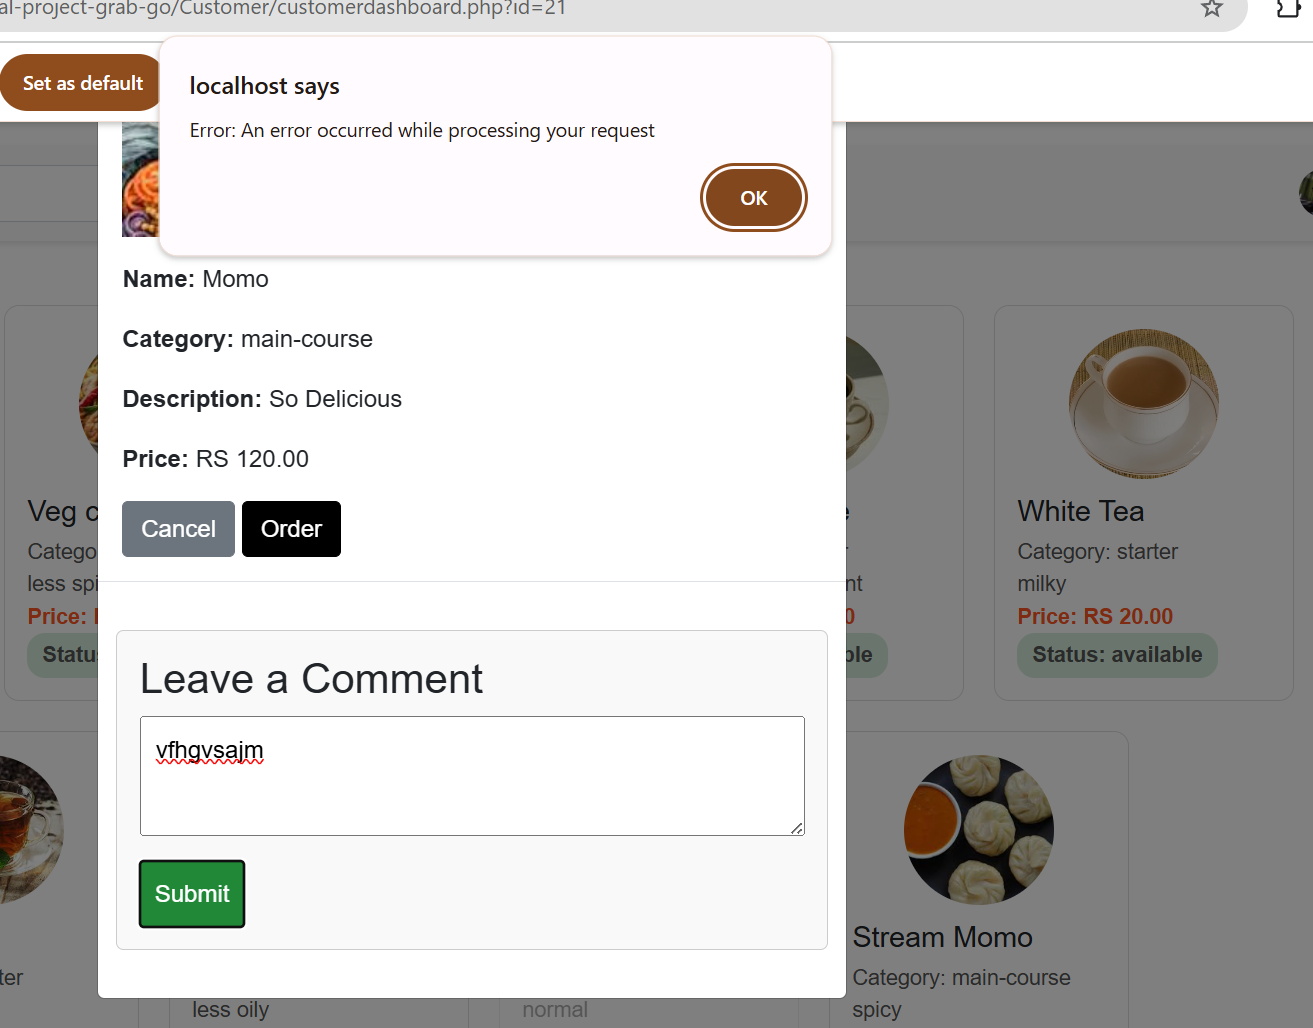 al-project-grab-go/Customer/customerdashboard.php?id=21
Set as default
localhost says
Error: An error occurred while processing your request
OK
Name: Momo
Category: main-course
Description: So Delicious
Price: RS 120.00
Cancel Order
Leave a Comment
vfhgvsajm
Submit
Veg c
Catego
less spi
Price:
Statu
nt
0
ble
White Tea
Category: starter
milky
Price: RS 20.00
Status: available
ter
less oily
normal
Stream Momo
Category: main-course
spicy